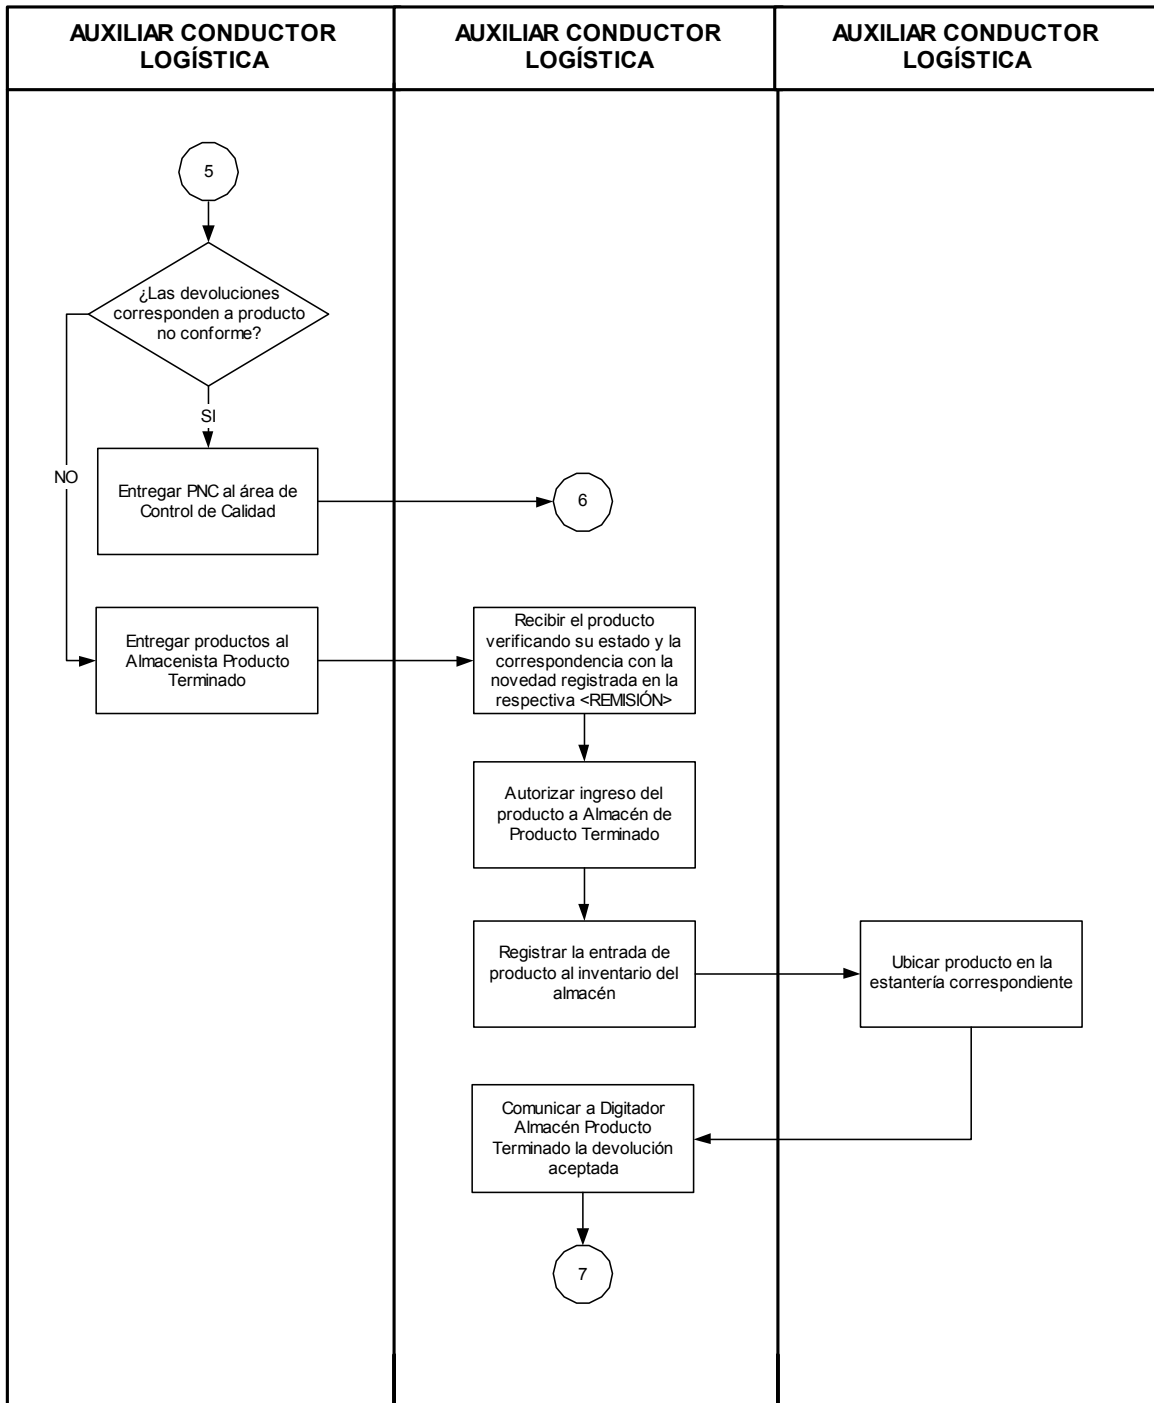 AUXILIAR CONDUCTOR
LOGÍSTICA
AUXILIAR CONDUCTOR
LOGÍSTICA
AUXILIAR CONDUCTOR
LOGÍSTICA
5
¿Las devoluciones
corresponden a producto
no conforme?
SI
NO
Entregar PNC al área de
Control de Calidad
6
Entregar productos al
Almacenista Producto
Terminado
Recibir el producto
verificando su estado y la
correspondencia con la
novedad registrada en la
respectiva <REMISIÓN>
Autorizar ingreso del
producto a Almacén de
Producto Terminado
Registrar la entrada de
producto al inventario del
almacén
Ubicar producto en la
estantería correspondiente
Comunicar a Digitador
Almacén Producto
Terminado la devolución
aceptada
7